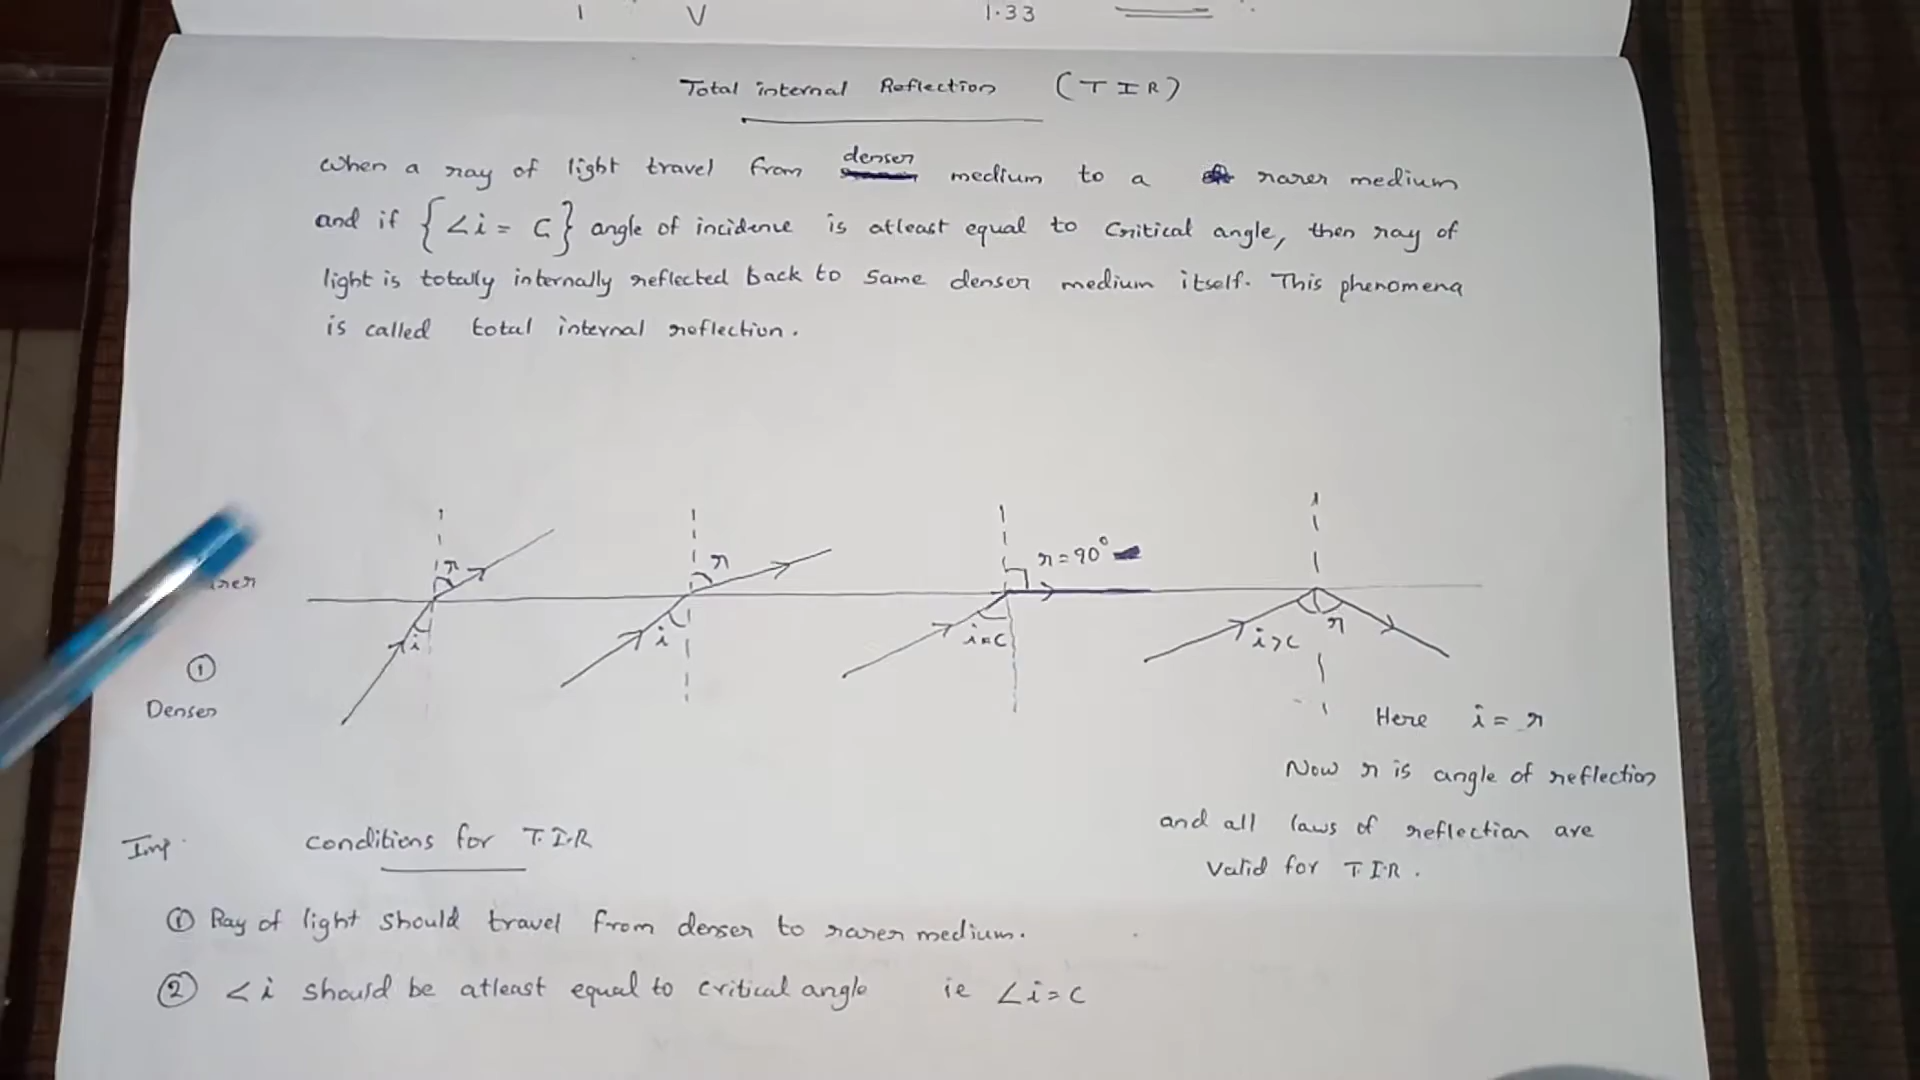 1 V 1.33
Total internal Reflection (TIR)
When a ray of light travel from denser medium to a rarer medium
and if {∠i = C} angle of incidence is atleast equal to critical angle, then ray of
light is totally internally reflected back to same denser medium itself. This phenomena
is called total internal reflection.
r
r
r = 90°
①
Denser
i
i
i = C
i > C
r
Here i = r
Now r is angle of reflection
and all laws of reflection are
Valid for T.I.R.
Imp.
Conditions for T.I.R
① Ray of light should travel from denser to rarer medium.
② ∠i should be atleast equal to critical angle ie ∠i = C